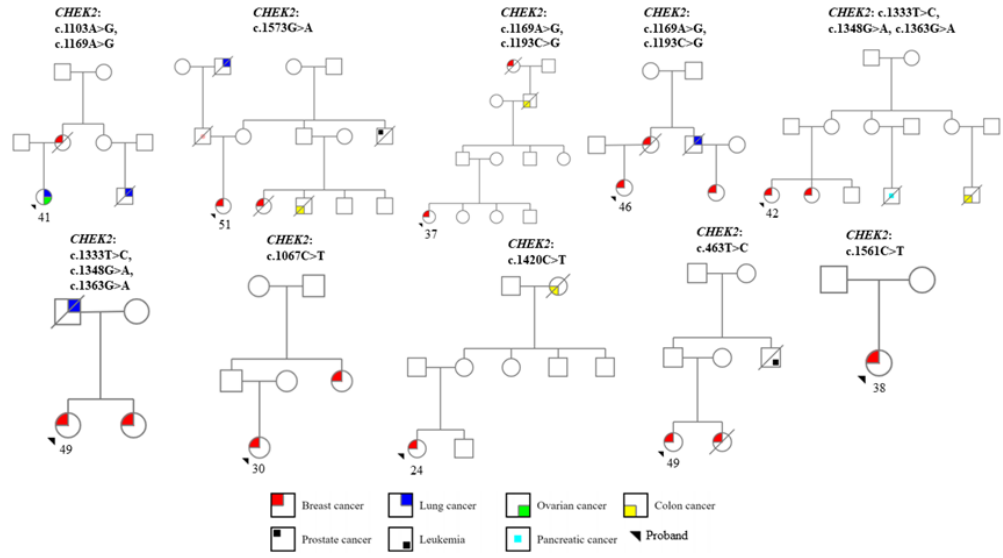 CHEK2:
c.1103A>G,
c.1169A>G
41
CHEK2:
c.1573G>A
51
CHEK2:
c.1169A>G,
c.1193C>G
37
CHEK2:
c.1169A>G,
c.1193C>G
46
CHEK2: c.1333T>C,
c.1348G>A, c.1363G>A
42
CHEK2:
c.1333T>C,
c.1348G>A,
c.1363G>A
49
CHEK2:
c.1067C>T
30
CHEK2:
c.1420C>T
24
CHEK2:
c.463T>C
49
CHEK2:
c.1561C>T
38
Breast cancer
Lung cancer
Ovarian cancer
Colon cancer
Prostate cancer
Leukemia
Pancreatic cancer
Proband